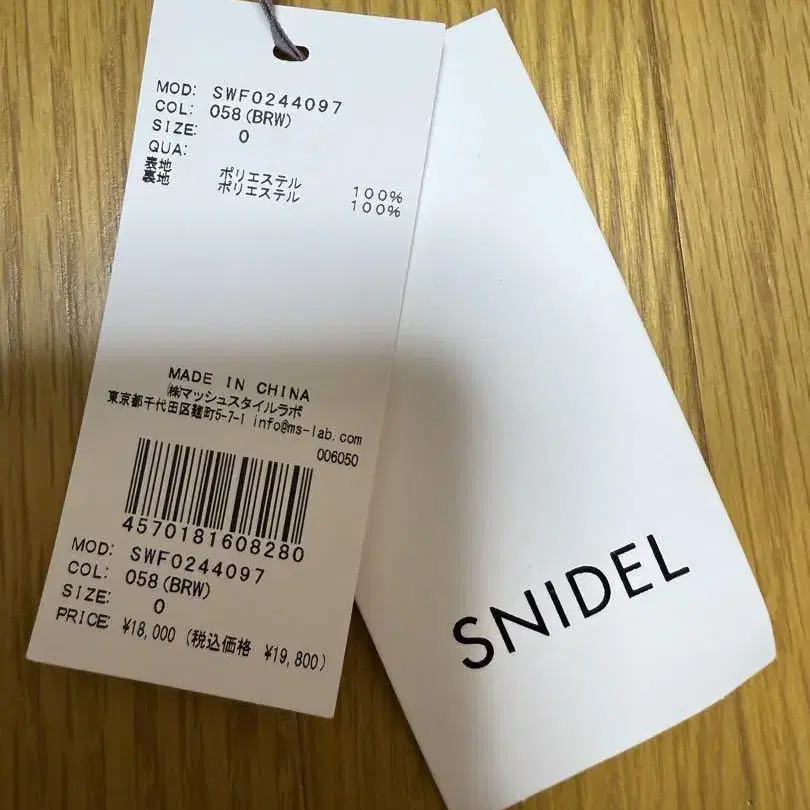 MOD: SWF0244097
COL: 058(BRW)
SIZE: 0
QUA:
表地 ポリエステル 100%
裏地 ポリエステル 100%
MADE IN CHINA
㈱マッシュスタイルラボ
東京都千代田区麹町5-7-1 info@ms-lab.com
006050
4570181608280
MOD: SWF0244097
COL: 058(BRW)
SIZE: 0
PRICE: ¥18,000 (税込価格 ¥19,800)
SNIDEL